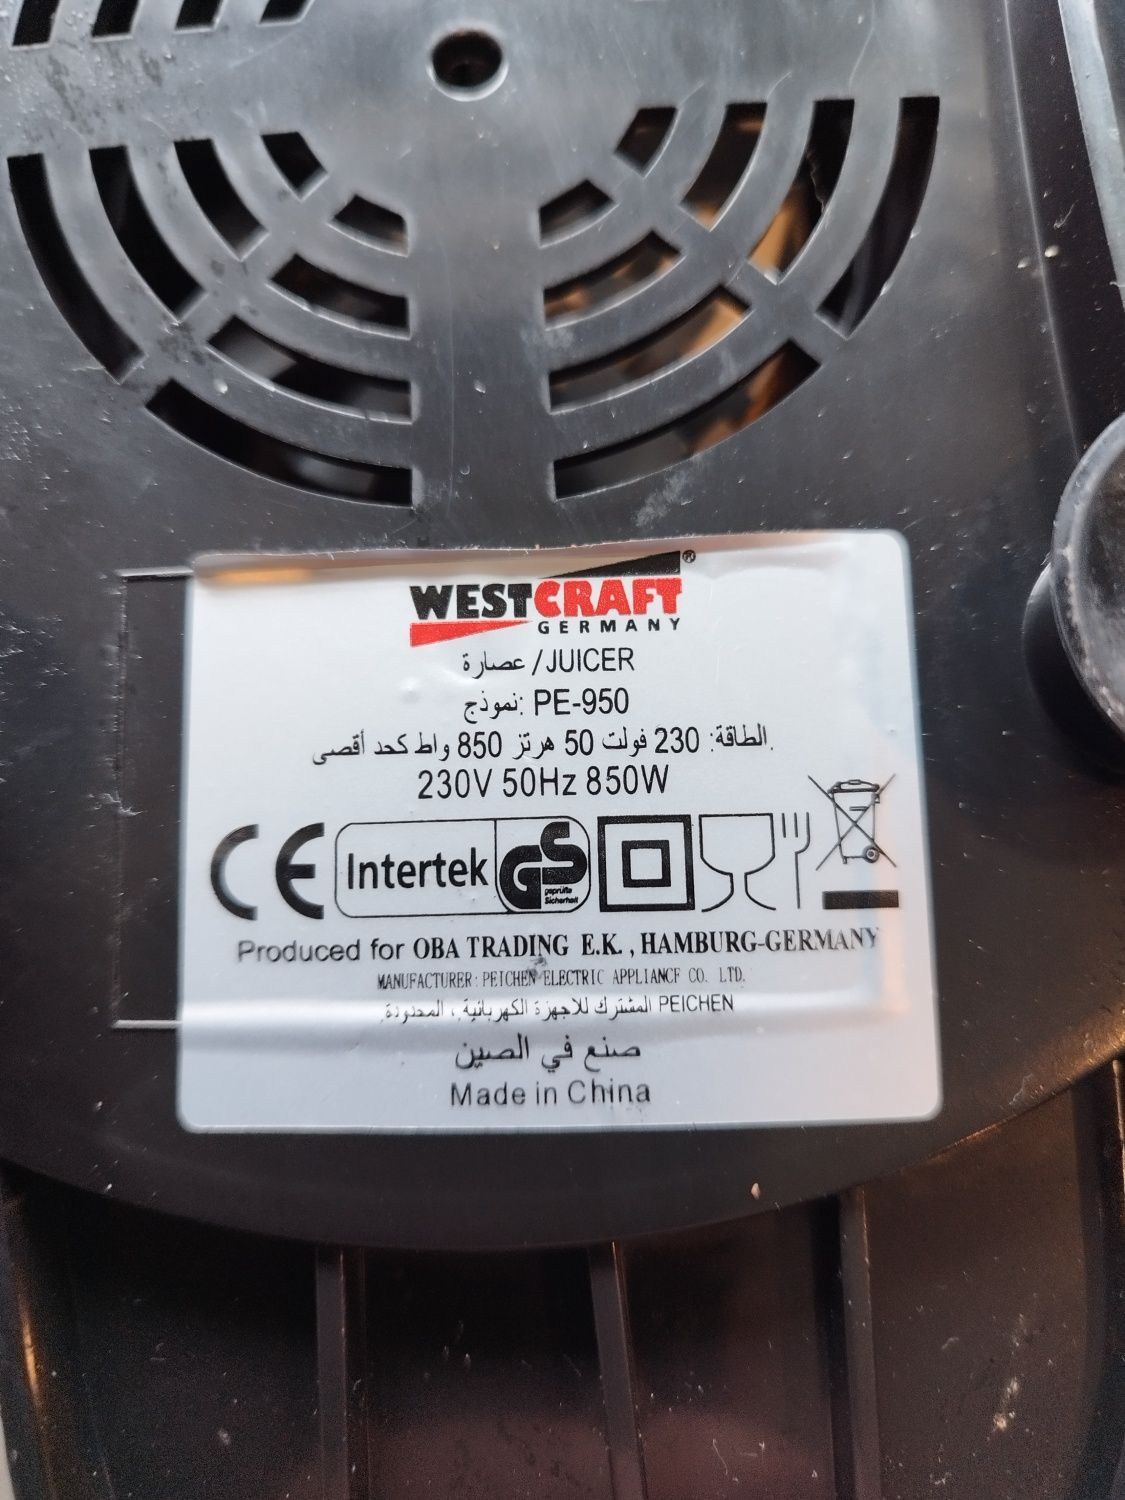 WESTCRAFT®
GERMANY
عصارة / JUICER
نموذج: PE-950
الطاقة: 230 فولت 50 هرتز 850 واط كحد أقصى.
230V 50Hz 850W
CE Intertek GS geprüfte Sicherheit
Produced for OBA TRADING E.K. , HAMBURG-GERMANY
MANUFACTURER: PEICHEN ELECTRIC APPLIANCF CO. LTD.
PEICHEN المشترك للاجهزة الكهربائية , المحدودة
صنع في الصين
Made in China